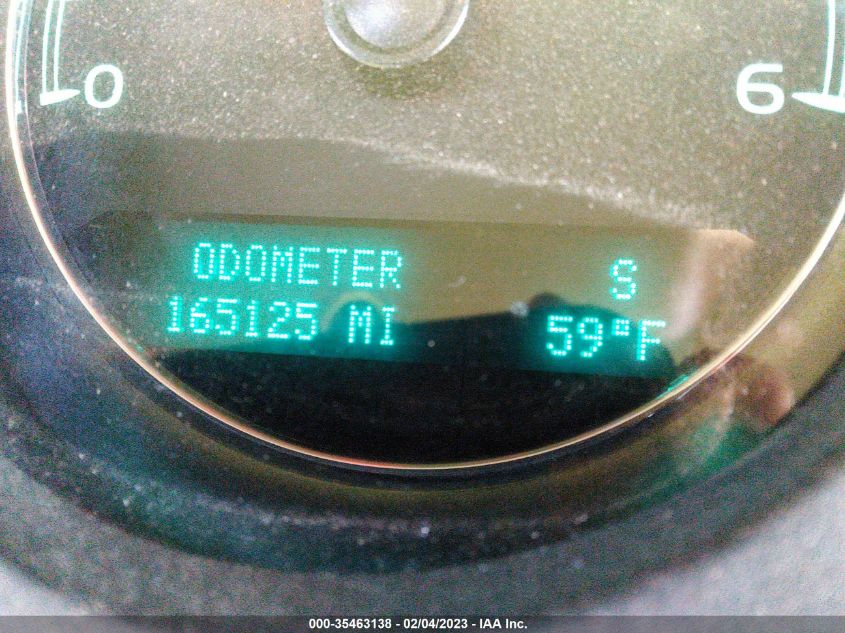 0 6
ODOMETER S
165125 MI 59°F
000-35463138 - 02/04/2023 - IAA Inc.